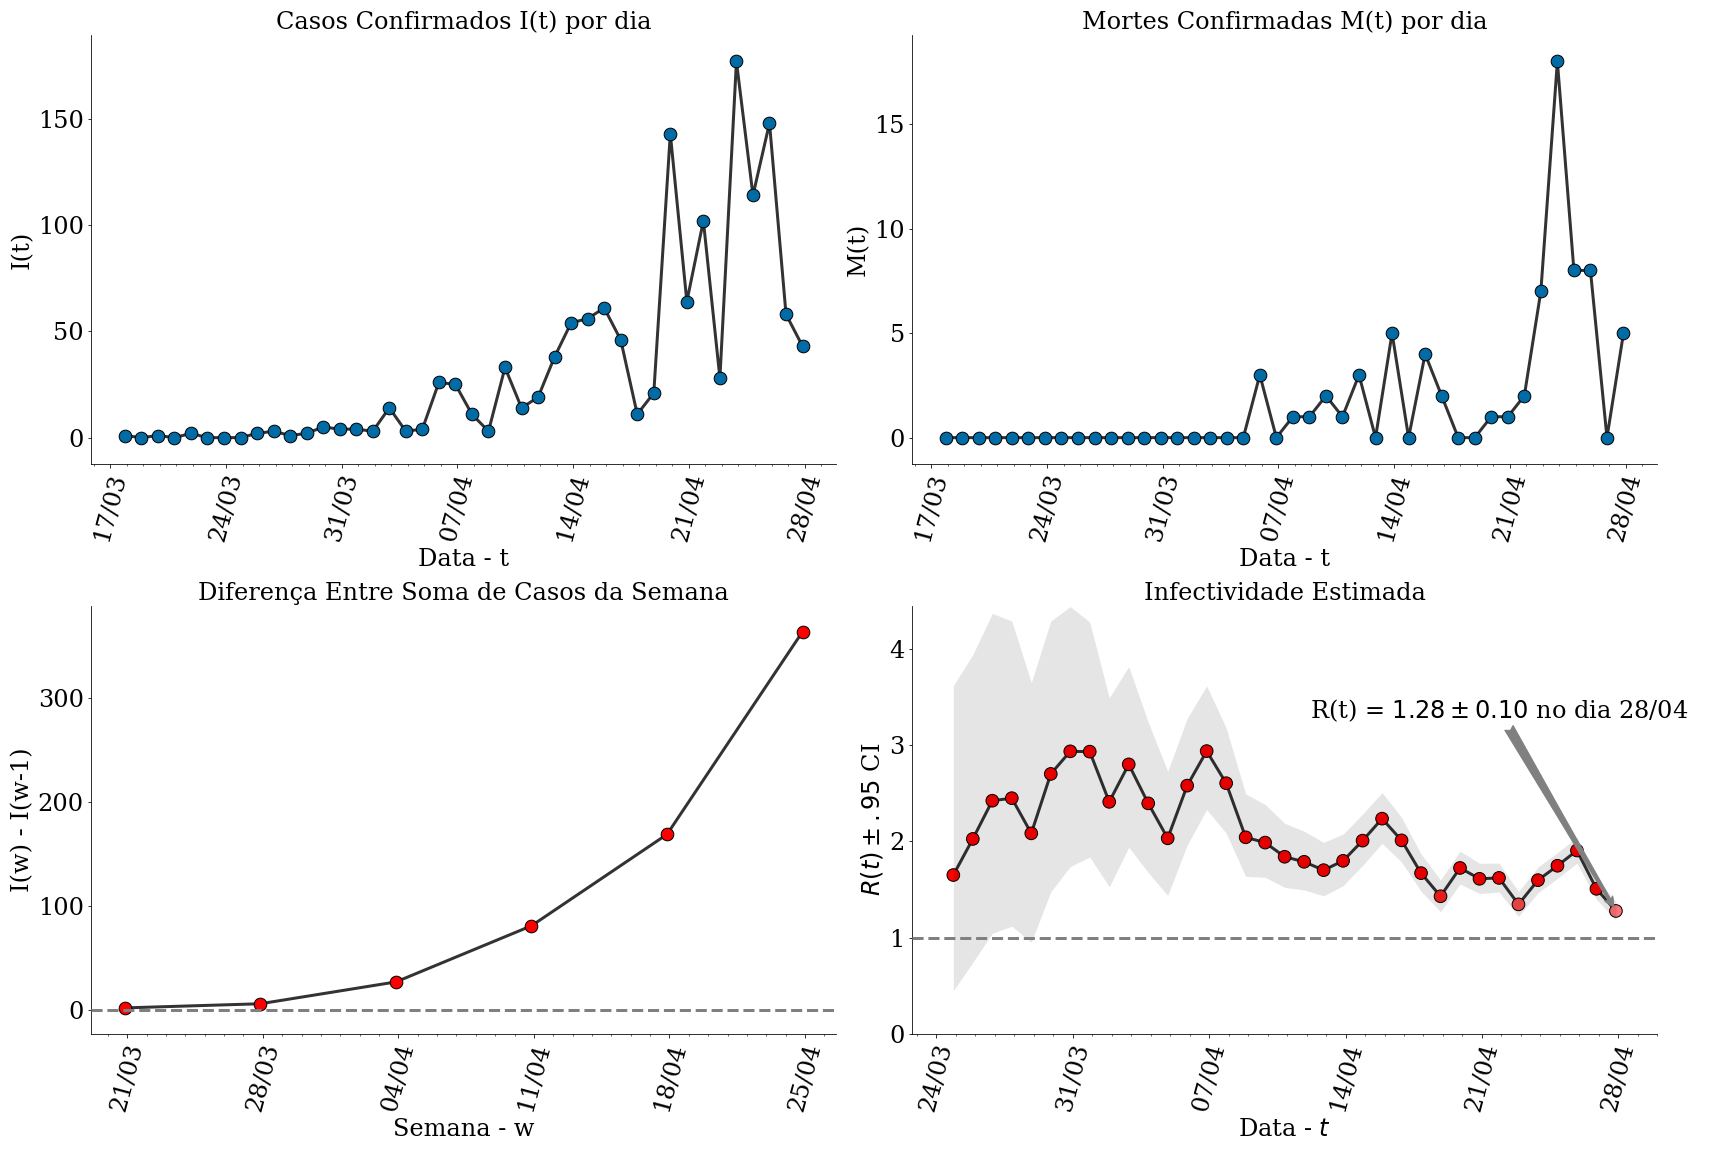 Casos Confirmados I(t) por dia
I(t)
150
100
50
0
17/03 24/03 31/03 07/04 14/04 21/04 28/04
Data - t
Mortes Confirmadas M(t) por dia
M(t)
15
10
5
0
17/03 24/03 31/03 07/04 14/04 21/04 28/04
Data - t
Diferença Entre Soma de Casos da Semana
I(w) - I(w-1)
300
200
100
0
21/03 28/03 04/04 11/04 18/04 25/04
Semana - w
Infectividade Estimada
R(t) ± .95 CI
4
R(t) = 1.28 ± 0.10 no dia 28/04
3
2
1
0
24/03 31/03 07/04 14/04 21/04 28/04
Data - t